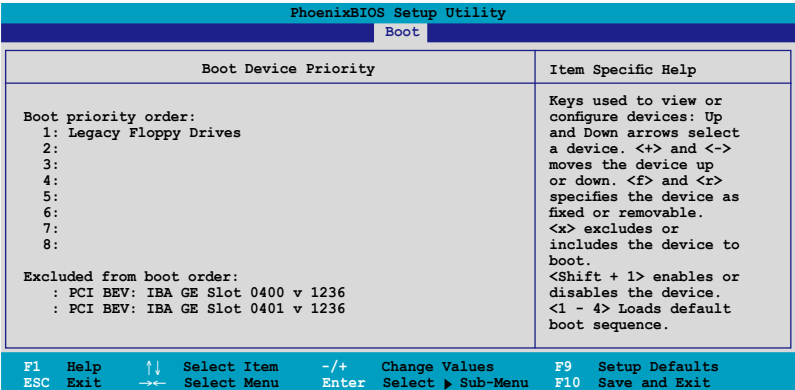 PhoenixBIOS Setup Utility
Boot
Boot Device Priority
Boot priority order:
1: Legacy Floppy Drives
2:
3:
4:
5:
6:
7:
8:
Excluded from boot order:
: PCI BEV: IBA GE Slot 0400 v 1236
: PCI BEV: IBA GE Slot 0401 v 1236
Item Specific Help
Keys used to view or
configure devices: Up
and Down arrows select
a device. <+> and <->
moves the device up
or down. <f> and <r>
specifies the device as
fixed or removable.
<x> excludes or
includes the device to
boot.
<Shift + 1> enables or
disables the device.
<1 - 4> Loads default
boot sequence.
F1 Help ↑↓ Select Item -/+ Change Values F9 Setup Defaults
ESC Exit →← Select Menu Enter Select ▶ Sub-Menu F10 Save and Exit